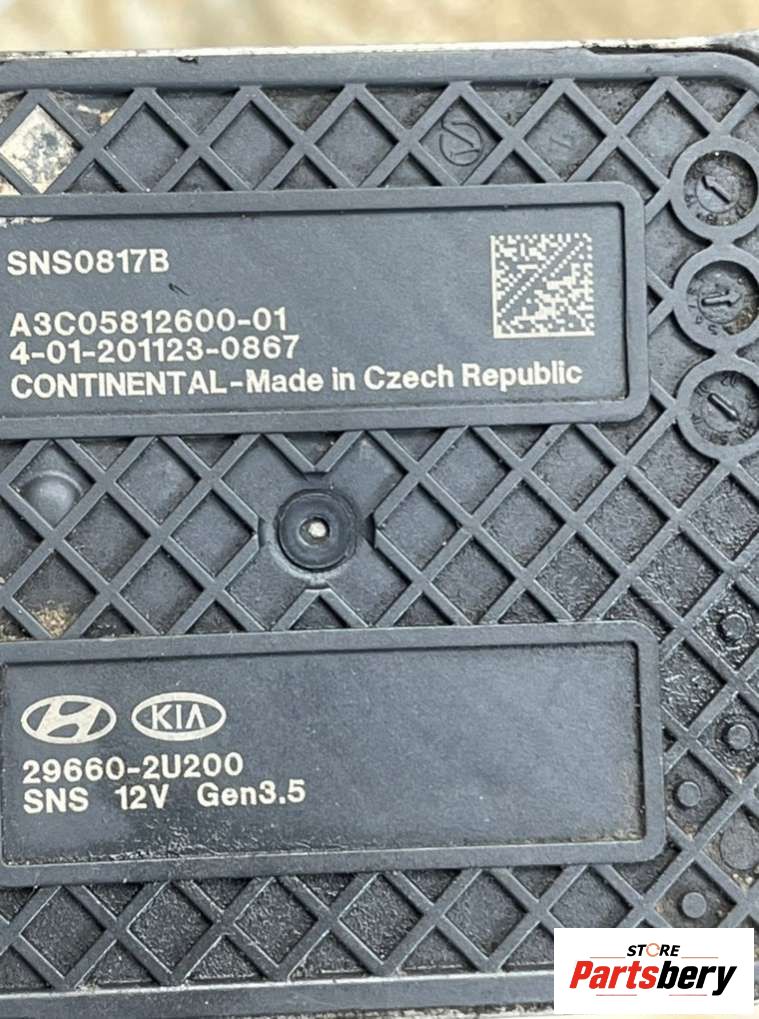 SNS0817B
A3C05812600-01
4-01-201123-0867
CONTINENTAL-Made in Czech Republic
KIA
29660-2U200
SNS 12V Gen3.5
STORE
Partsbery